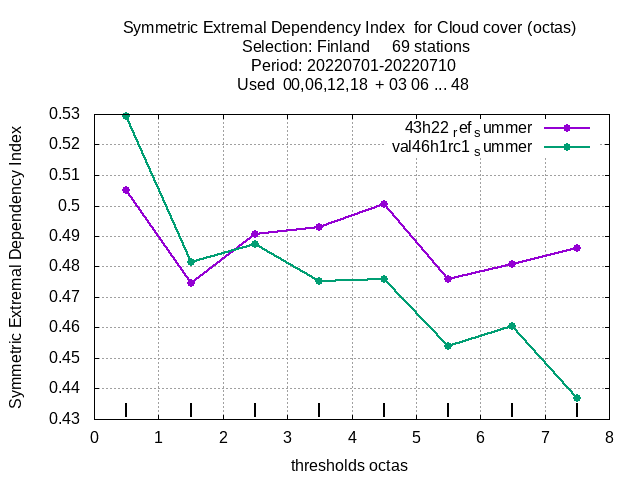 Symmetric Extremal Dependency Index  for Cloud cover (octas)
Selection: Finland     69 stations
Period: 20220701-20220710
Used  00,06,12,18  + 03 06 ... 48
43h22 ref summer
val46h1rc1 summer
Symmetric Extremal Dependency Index
0.53
0.52
0.51
0.5
0.49
0.48
0.47
0.46
0.45
0.44
0.43
0 1 2 3 4 5 6 7 8
thresholds octas